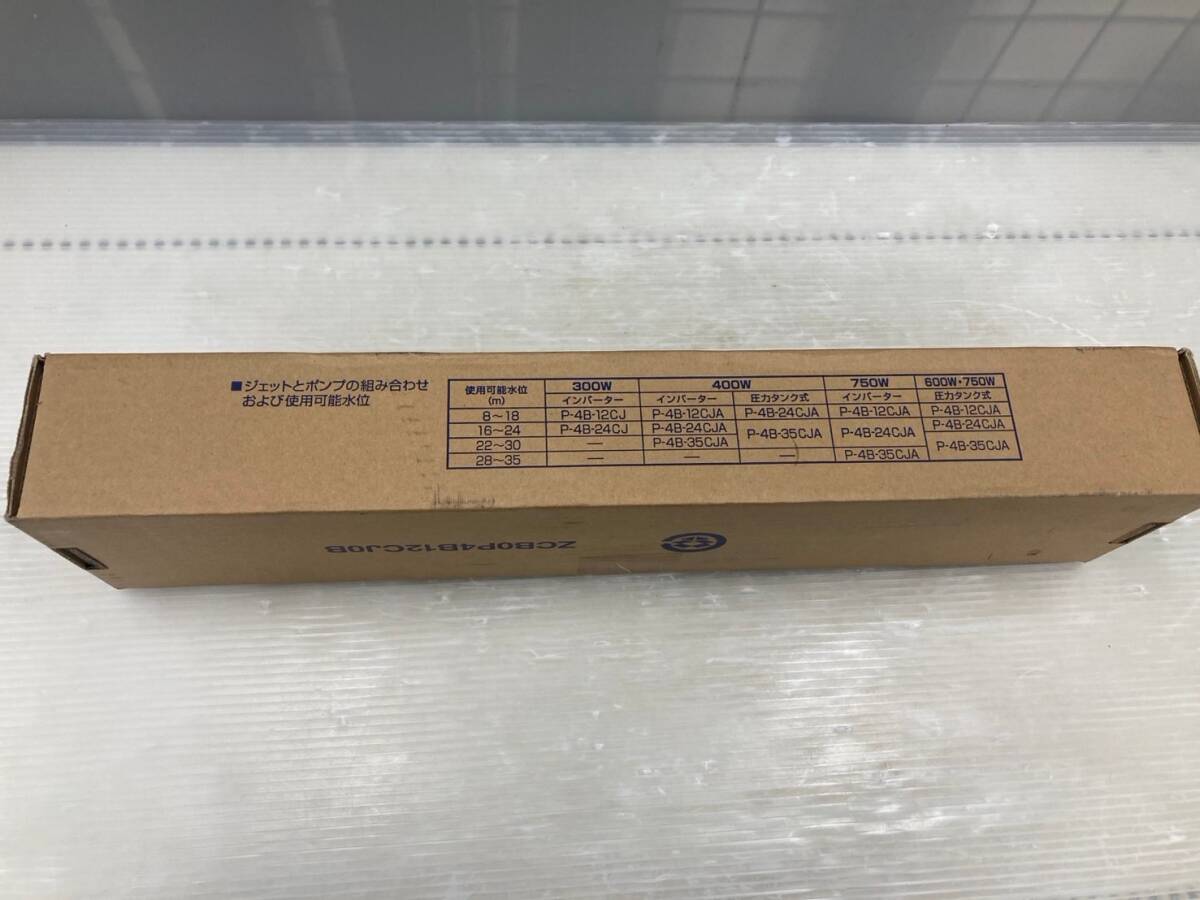 ■ジェットとポンプの組み合わせ
および使用可能水位
使用可能水位(m) 300W 400W 750W 600W・750W
インバーター インバーター 圧力タンク式 インバーター 圧力タンク式
8〜18 P-4B-12CJ P-4B-12CJA P-4B-24CJA P-4B-12CJA P-4B-12CJA
16〜24 P-4B-24CJ P-4B-24CJA P-4B-35CJA P-4B-24CJA P-4B-24CJA
22〜30 — P-4B-35CJA P-4B-35CJA
28〜35 — — — P-4B-35CJA
ZCB0P4B12CJ0B